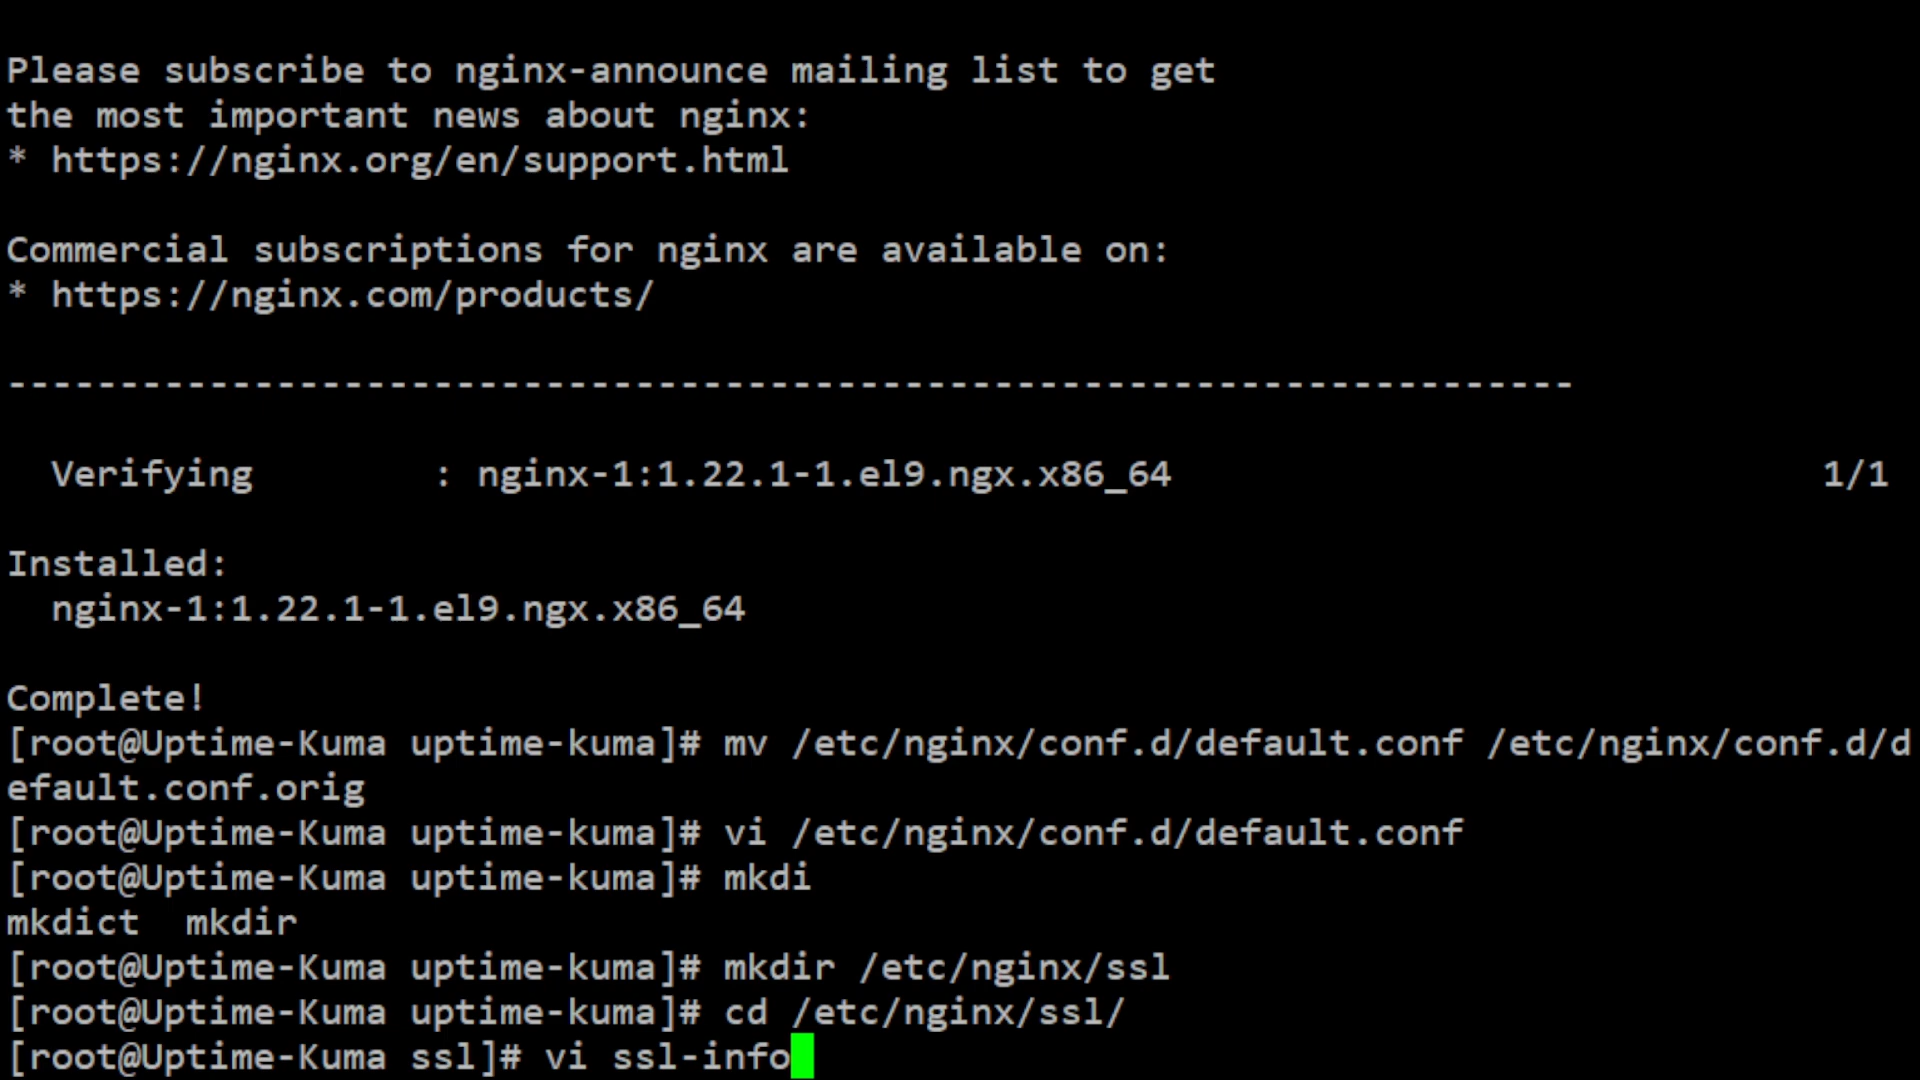 Please subscribe to nginx-announce mailing list to get
the most important news about nginx:
* https://nginx.org/en/support.html
Commercial subscriptions for nginx are available on:
* https://nginx.com/products/
----------------------------------------------------------------------
  Verifying        : nginx-1:1.22.1-1.el9.ngx.x86_64                             1/1
Installed:
  nginx-1:1.22.1-1.el9.ngx.x86_64
Complete!
[root@Uptime-Kuma uptime-kuma]# mv /etc/nginx/conf.d/default.conf /etc/nginx/conf.d/d
efault.conf.orig
[root@Uptime-Kuma uptime-kuma]# vi /etc/nginx/conf.d/default.conf
[root@Uptime-Kuma uptime-kuma]# mkdi
mkdict  mkdir
[root@Uptime-Kuma uptime-kuma]# mkdir /etc/nginx/ssl
[root@Uptime-Kuma uptime-kuma]# cd /etc/nginx/ssl/
[root@Uptime-Kuma ssl]# vi ssl-info